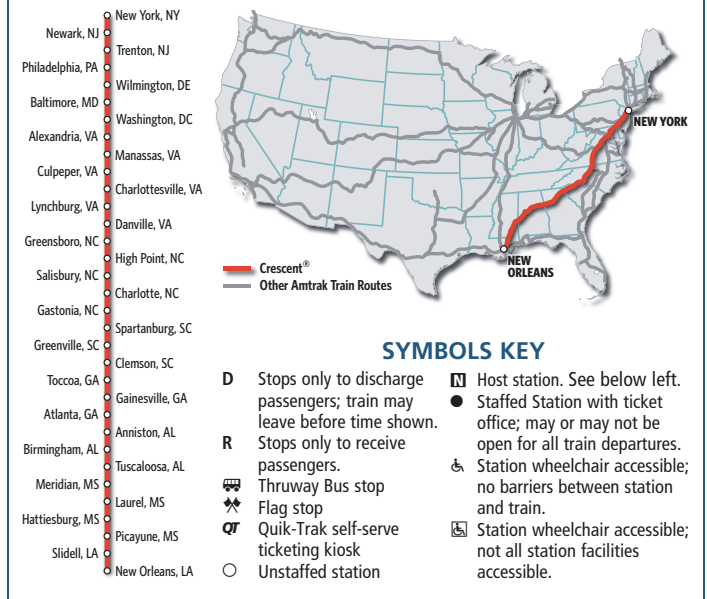 New York, NY
Newark, NJ
Trenton, NJ
Philadelphia, PA
Wilmington, DE
Baltimore, MD
Washington, DC
Alexandria, VA
Manassas, VA
Culpeper, VA
Charlottesville, VA
Lynchburg, VA
Danville, VA
Greensboro, NC
High Point, NC
Salisbury, NC
Charlotte, NC
Gastonia, NC
Spartanburg, SC
Greenville, SC
Clemson, SC
Toccoa, GA
Gainesville, GA
Atlanta, GA
Anniston, AL
Birmingham, AL
Tuscaloosa, AL
Meridian, MS
Laurel, MS
Hattiesburg, MS
Picayune, MS
Slidell, LA
New Orleans, LA
NEW YORK
NEW
ORLEANS
Crescent®
Other Amtrak Train Routes
SYMBOLS KEY
D Stops only to discharge
passengers; train may
leave before time shown.
R Stops only to receive
passengers.
Thruway Bus stop
Flag stop
QT Quik-Trak self-serve
ticketing kiosk
Unstaffed station
N Host station. See below left.
Staffed Station with ticket
office; may or may not be
open for all train departures.
Station wheelchair accessible;
no barriers between station
and train.
Station wheelchair accessible;
not all station facilities
accessible.